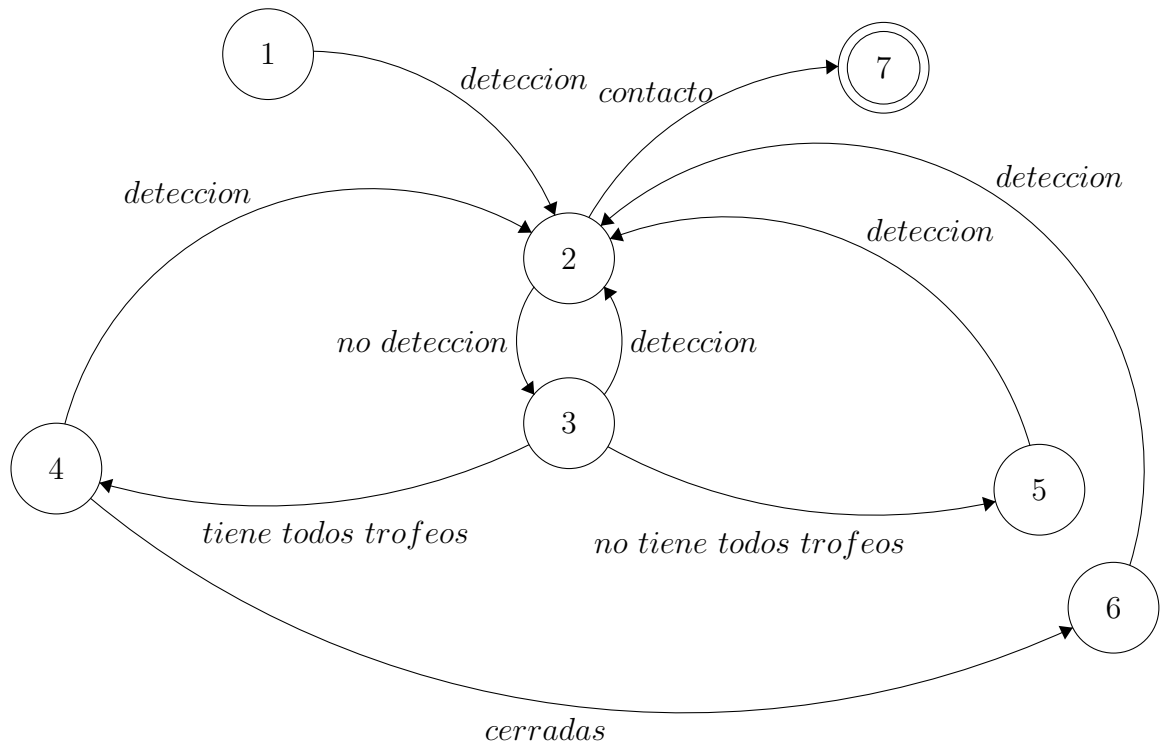 1
7
deteccion
contacto
deteccion
deteccion
deteccion
2
no deteccion
deteccion
3
4
5
tiene todos trofeos
no tiene todos trofeos
6
cerradas